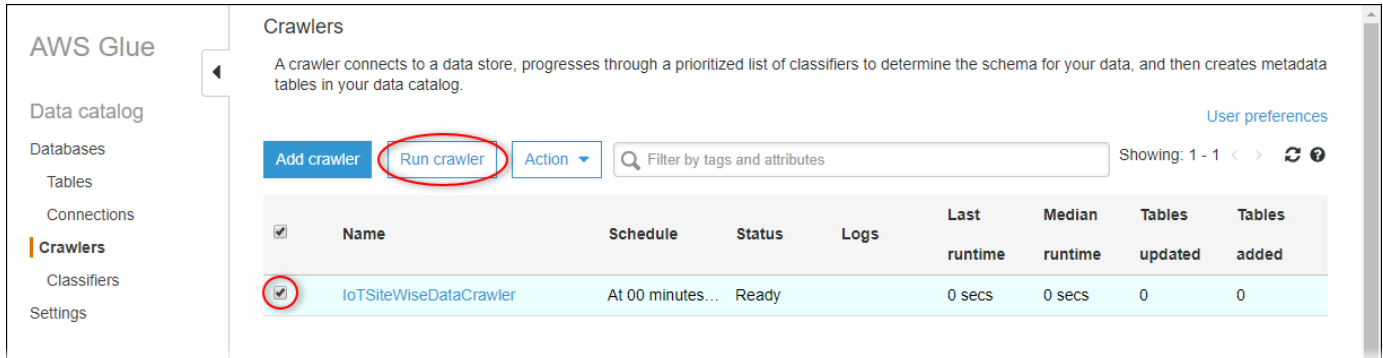 AWS Glue
Data catalog
Databases
Tables
Connections
Crawlers
Classifiers
Settings
Crawlers
A crawler connects to a data store, progresses through a prioritized list of classifiers to determine the schema for your data, and then creates metadata
tables in your data catalog.
User preferences
Add crawler Run crawler Action Filter by tags and attributes Showing: 1 - 1 < >
Name Schedule Status Logs Last runtime Median runtime Tables updated Tables added
IoTSiteWiseDataCrawler At 00 minutes... Ready 0 secs 0 secs 0 0